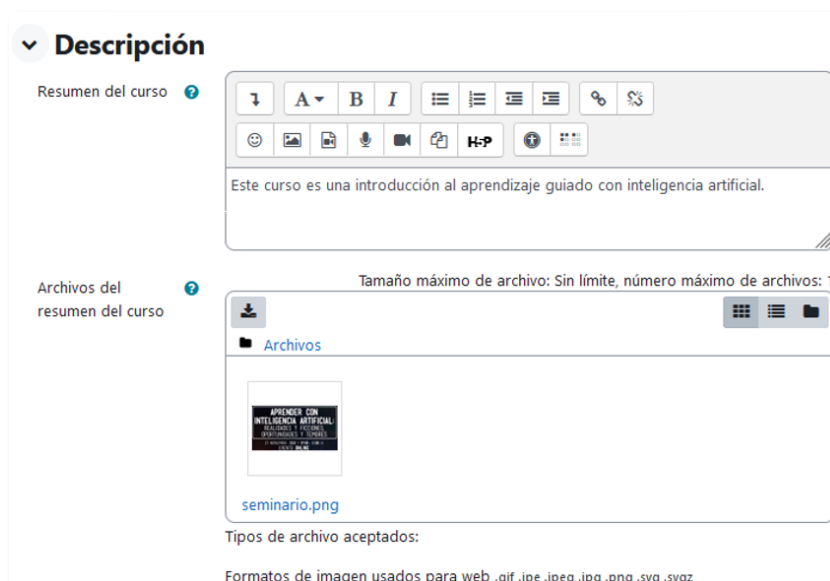 Descripción
Resumen del curso
A B I
H5P
Este curso es una introducción al aprendizaje guiado con inteligencia artificial.
Archivos del
resumen del curso
Tamaño máximo de archivo: Sin límite, número máximo de archivos: 1
Archivos
APRENDER CON
INTELIGENCIA ARTIFICIAL:
REALIDADES Y FICCIONES,
OPORTUNIDADES Y TEMORES
EVENTO ONLINE
seminario.png
Tipos de archivo aceptados:
Formatos de imagen usados para web .gif .jpe .jpeg .jpg .png .svg .svgz